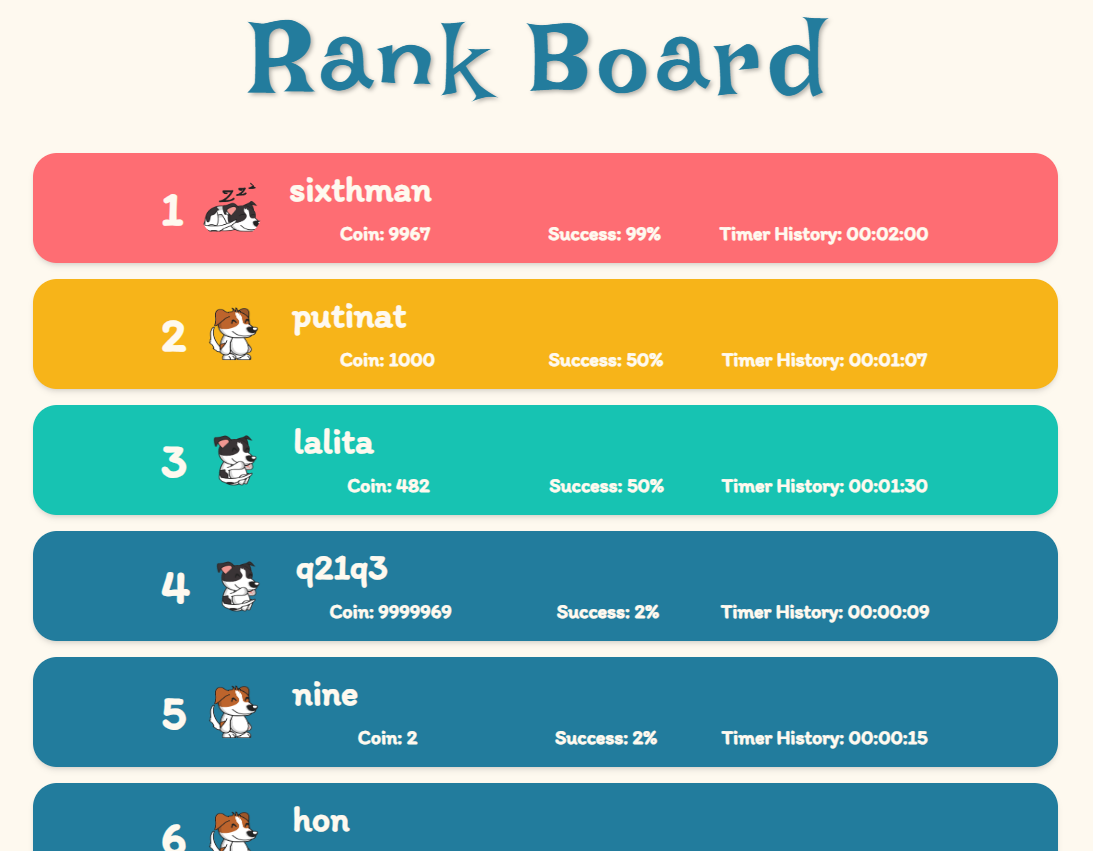 Rank Board
1 zzz sixthman
Coin: 9967 Success: 99% Timer History: 00:02:00
2 putinat
Coin: 1000 Success: 50% Timer History: 00:01:07
3 lalita
Coin: 482 Success: 50% Timer History: 00:01:30
4 q21q3
Coin: 9999969 Success: 2% Timer History: 00:00:09
5 nine
Coin: 2 Success: 2% Timer History: 00:00:15
6 hon